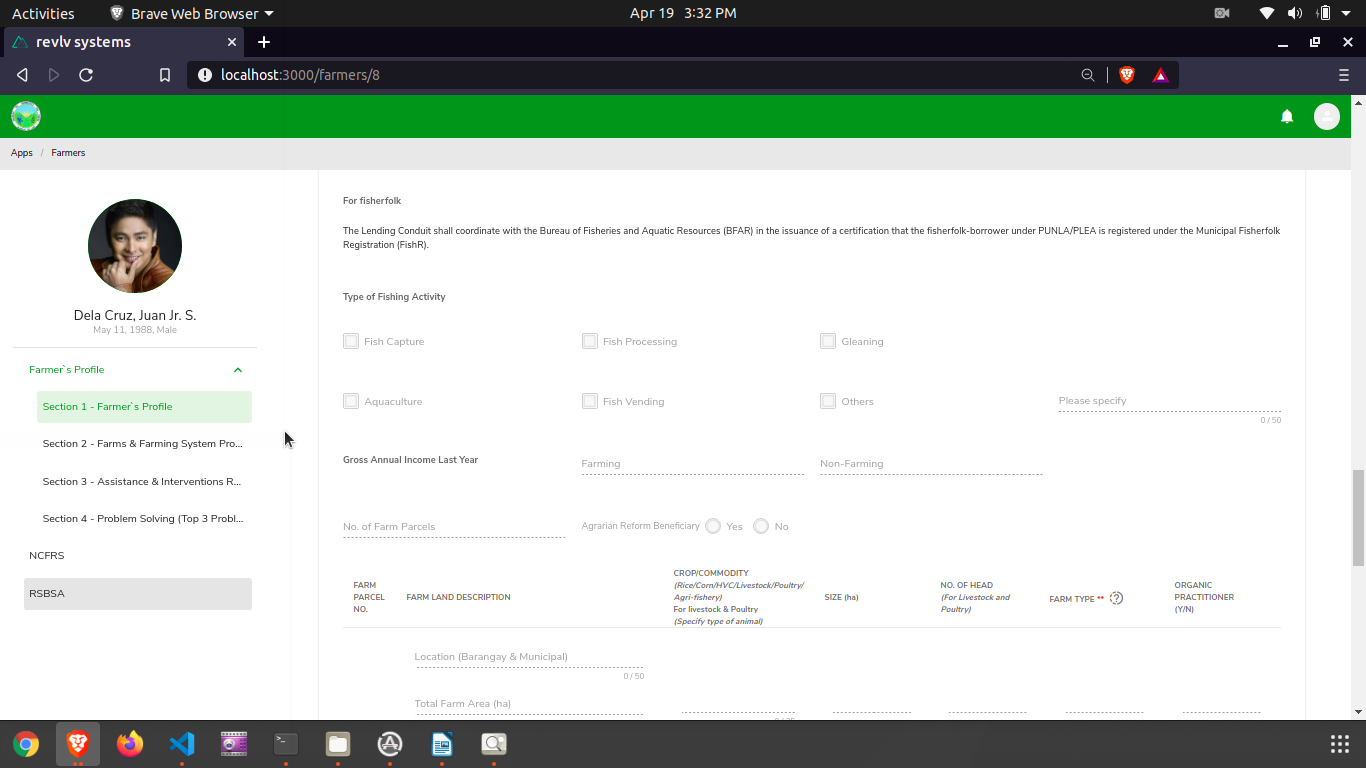 Activities
Brave Web Browser
Apr 19 3:32 PM
revlv systems
localhost:3000/farmers/8
Apps / Farmers
Dela Cruz, Juan Jr. S.
May 11, 1988, Male
Farmer`s Profile
Section 1 - Farmer`s Profile
Section 2 - Farms & Farming System Pro...
Section 3 - Assistance & Interventions R...
Section 4 - Problem Solving (Top 3 Probl...
NCFRS
RSBSA
For fisherfolk
The Lending Conduit shall coordinate with the Bureau of Fisheries and Aquatic Resources (BFAR) in the issuance of a certification that the fisherfolk-borrower under PUNLA/PLEA is registered under the Municipal Fisherfolk
Registration (FishR).
Type of Fishing Activity
Fish Capture
Fish Processing
Gleaning
Aquaculture
Fish Vending
Others
Please specify
0 / 50
Gross Annual Income Last Year
Farming
Non-Farming
No. of Farm Parcels
Agrarian Reform Beneficiary
Yes
No
FARM
PARCEL
NO.
FARM LAND DESCRIPTION
CROP/COMMODITY
(Rice/Corn/HVC/Livestock/Poultry/
Agri-fishery)
For livestock & Poultry
(Specify type of animal)
SIZE (ha)
NO. OF HEAD
(For Livestock and
Poultry)
FARM TYPE **
ORGANIC
PRACTITIONER
(Y/N)
Location (Barangay & Municipal)
0 / 50
Total Farm Area (ha)